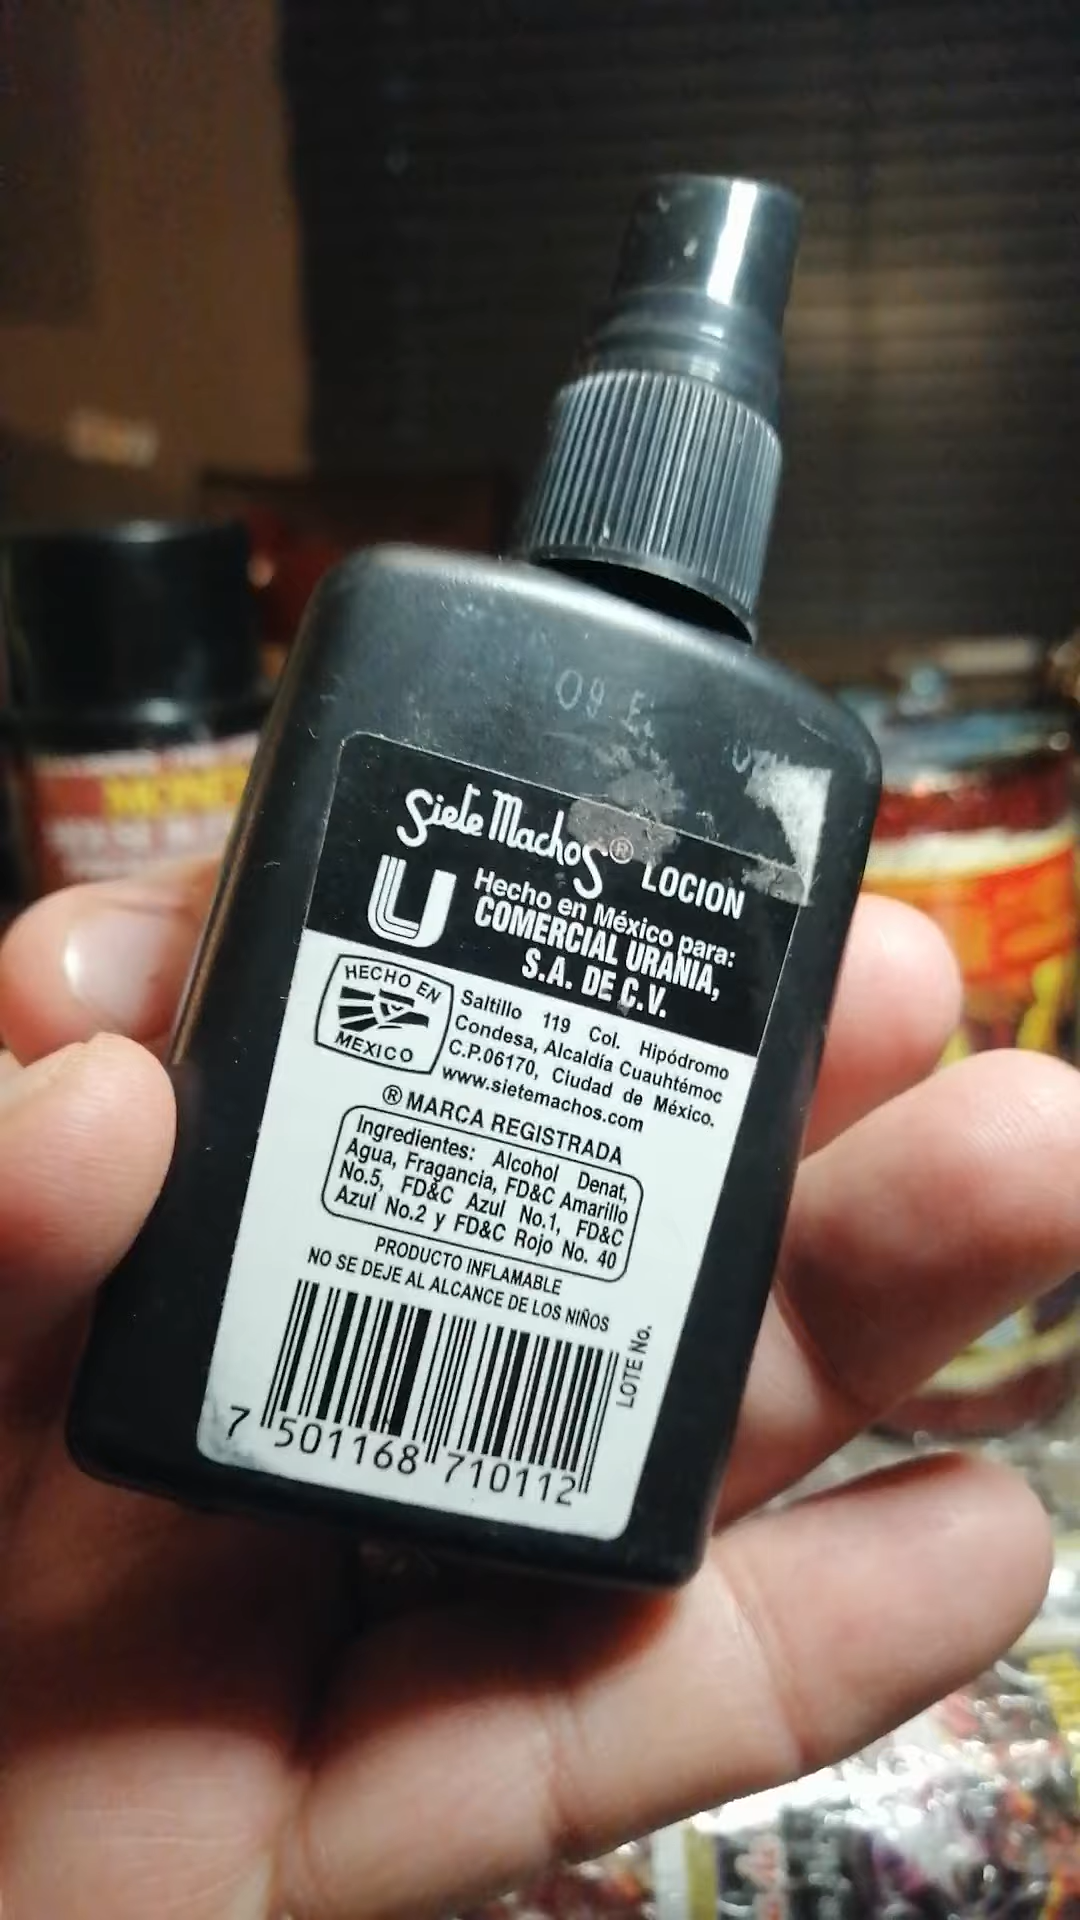 09 E
Siete Machos® LOCION
Hecho en México para:
COMERCIAL URANIA,
S.A. DE C.V.
HECHO EN
MEXICO
Saltillo 119 Col. Hipódromo
Condesa, Alcaldía Cuauhtémoc
C.P.06170, Ciudad de México.
www.sietemachos.com
® MARCA REGISTRADA
Ingredientes: Alcohol Denat,
Agua, Fragancia, FD&C Amarillo
No.5, FD&C Azul No.1, FD&C
Azul No.2 y FD&C Rojo No. 40
PRODUCTO INFLAMABLE
NO SE DEJE AL ALCANCE DE LOS NIÑOS
LOTE No.
7 501168 710112